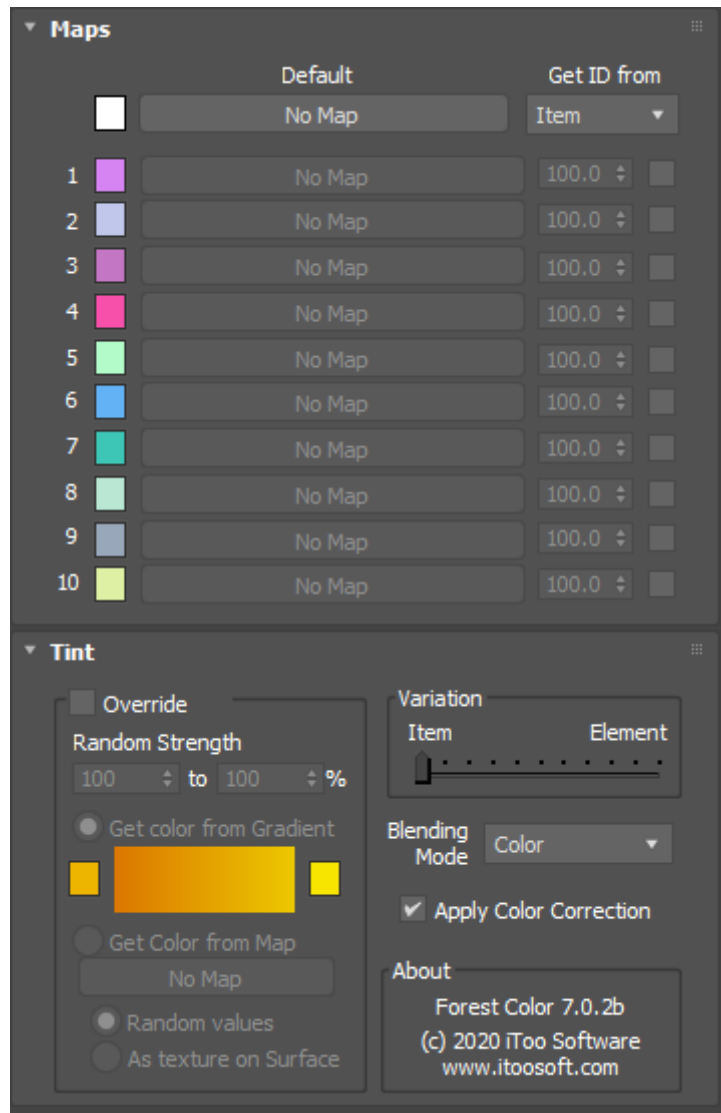 Maps
Default Get ID from
No Map Item
1 No Map 100.0
2 No Map 100.0
3 No Map 100.0
4 No Map 100.0
5 No Map 100.0
6 No Map 100.0
7 No Map 100.0
8 No Map 100.0
9 No Map 100.0
10 No Map 100.0
Tint
Override
Random Strength
100 to 100 %
Get color from Gradient
Get Color from Map
No Map
Random values
As texture on Surface
Variation
Item Element
Blending
Mode Color
Apply Color Correction
About
Forest Color 7.0.2b
(c) 2020 iToo Software
www.itoosoft.com